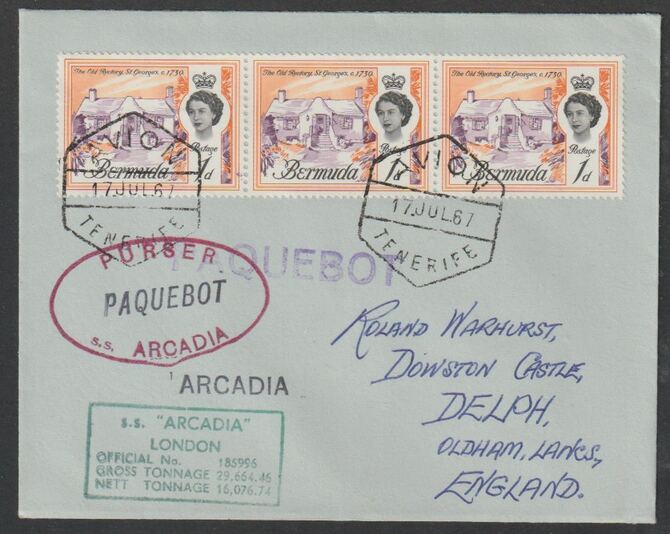 The Old Rectory, St. George's, c. 1730.
Postage
Bermuda 1d
The Old Rectory, St. George's, c. 1730.
Postage
Bermuda 1d
The Old Rectory, St. George's, c. 1730.
Postage
Bermuda 1d
AVION
17.JUL.67
TENERIFE
AVION
17.JUL.67
TENERIFE
PAQUEBOT
PURSER
PAQUEBOT
s.s. ARCADIA
ARCADIA
s.s. "ARCADIA"
LONDON
OFFICIAL No. 185996
GROSS TONNAGE 29,664.46
NETT TONNAGE 16,076.74
ROLAND WARHURST,
DOWSTON CASTLE,
DELPH,
OLDHAM, LANCS,
ENGLAND.